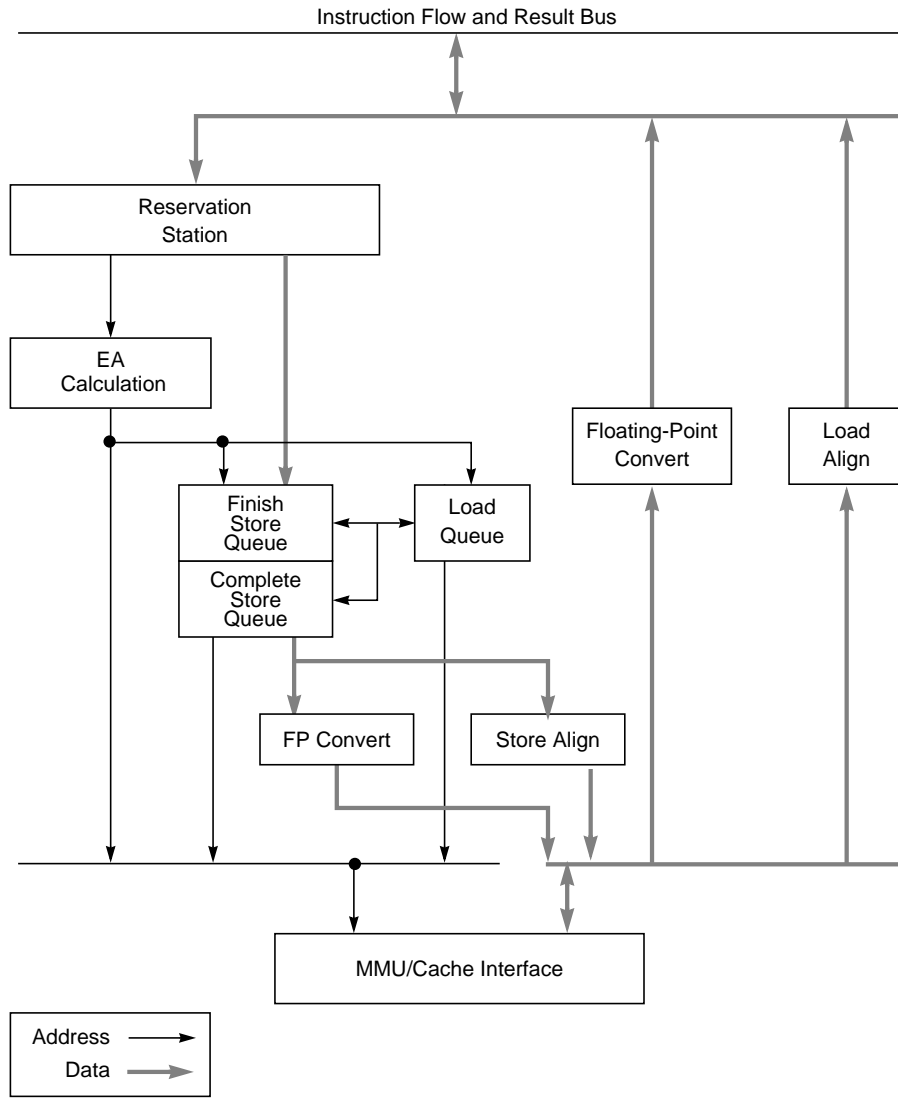 Instruction Flow and Result Bus
Reservation
Station
EA
Calculation
Floating-Point
Convert
Load
Align
Finish
Store
Queue
Load
Queue
Complete
Store
Queue
FP Convert
Store Align
MMU/Cache Interface
Address
Data